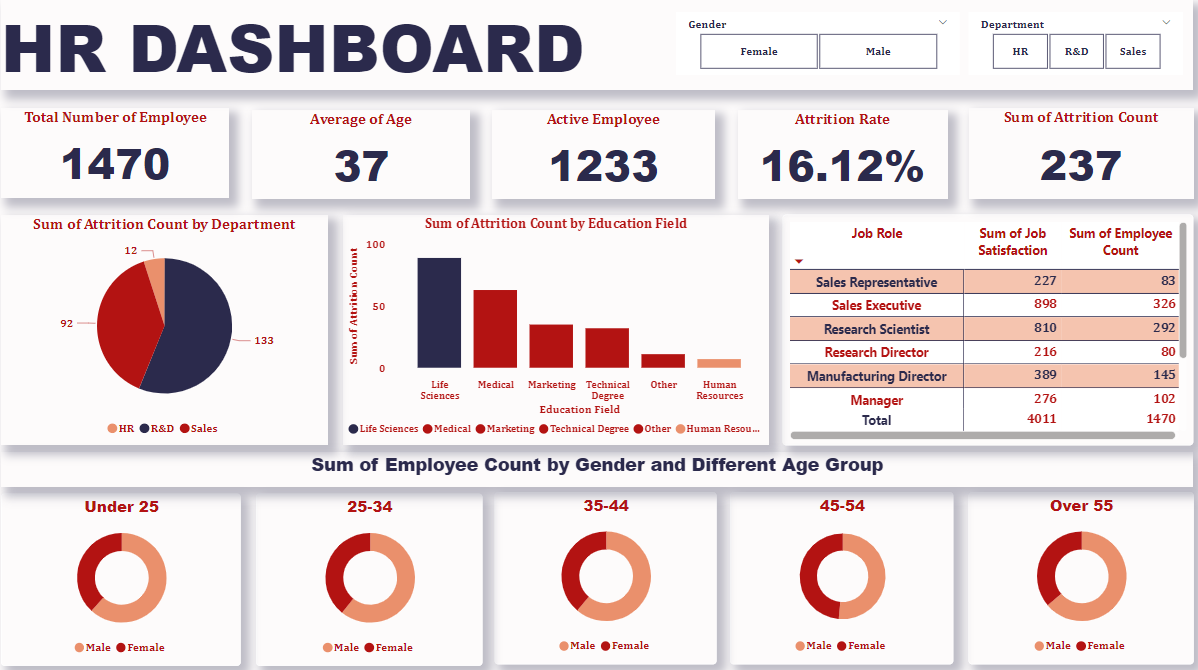 HR DASHBOARD
Gender
Female Male
Department
HR R&D Sales
Total Number of Employee
1470
Average of Age
37
Active Employee
1233
Attrition Rate
16.12%
Sum of Attrition Count
237
Sum of Attrition Count by Department
12
92
133
HR R&D Sales
Sum of Attrition Count by Education Field
Sum of Attrition Count
100
50
0
Life
Sciences
Medical
Marketing
Technical
Degree
Other
Human
Resources
Education Field
Life Sciences Medical Marketing Technical Degree Other Human Resou...
Job Role
Sum of Job
Satisfaction
Sum of Employee
Count
Sales Representative 227 83
Sales Executive 898 326
Research Scientist 810 292
Research Director 216 80
Manufacturing Director 389 145
Manager 276 102
Total 4011 1470
Sum of Employee Count by Gender and Different Age Group
Under 25
Male Female
25-34
Male Female
35-44
Male Female
45-54
Male Female
Over 55
Male Female